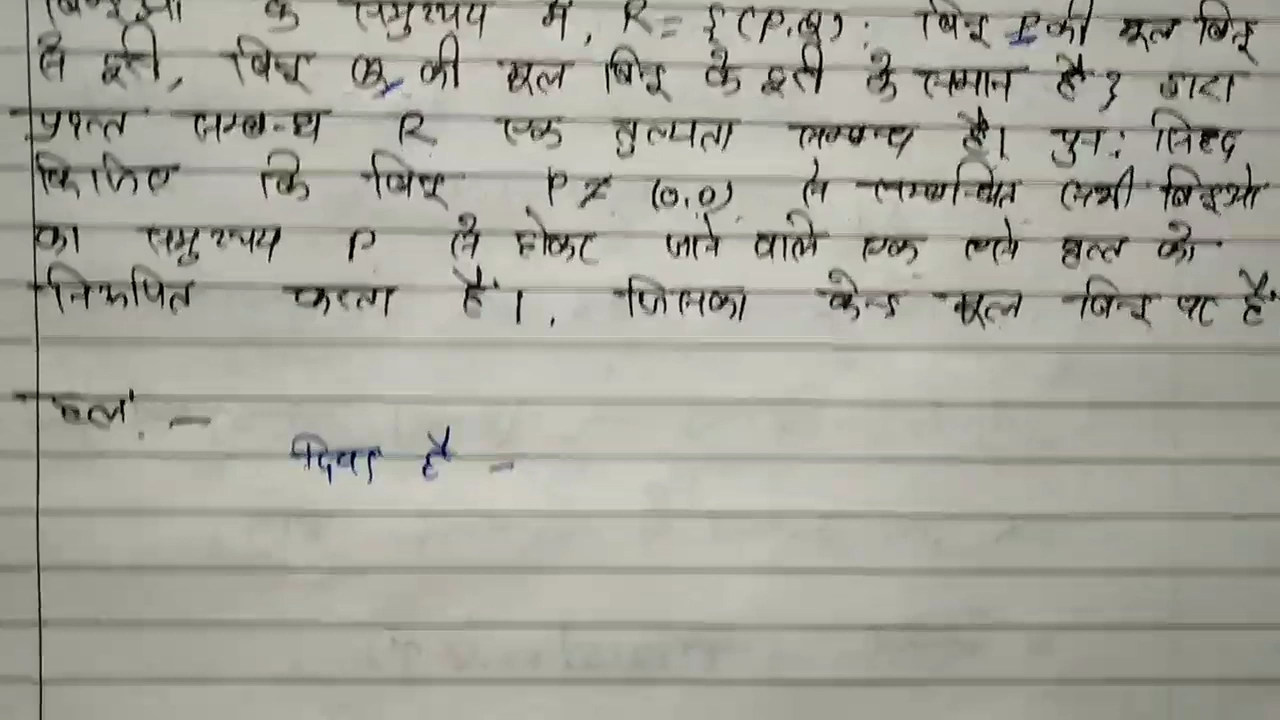 बिन्दुओ के समुच्चय में, R = {(P,Q) : बिन्दु P की मूल बिन्दु
से दूरी, बिन्दु Q की मूल बिन्दु के दूरी के समान है} द्वारा
प्रदत्त सम्बन्ध R एक तुल्यता सम्बन्ध है। पुन: सिद्ध
किजिए कि बिन्दु P ≠ (0,0) से सम्बन्धित सभी बिन्दुओ
का समुच्चय P से होकर जाने वाले एक ऐसे वृत्त को
निरूपित करता है।, जिसका केन्द्र मूल बिन्दु पर है
हल: -
दिया है -